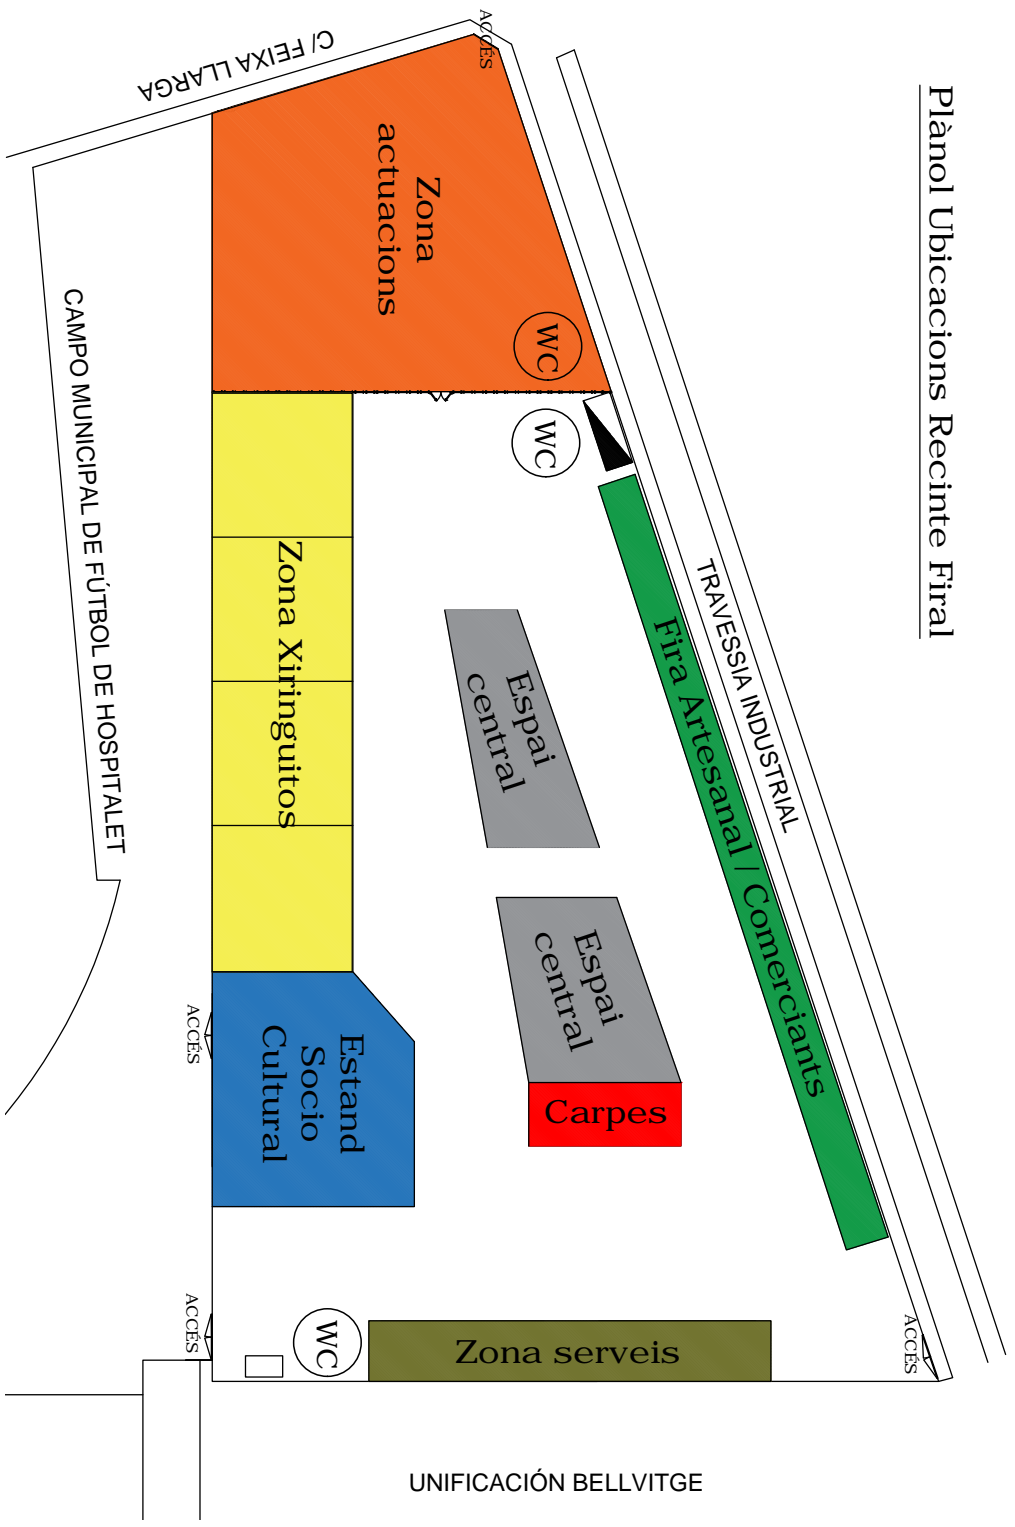 Plànol Ubicacions Recinte Firal
C/ FEIXA LLARGA
ACCÉS
Zona
actuacions
WC
WC
CAMPO MUNICIPAL DE FÚTBOL DE HOSPITALET
Zona Xiringuitos
Espai
central
Espai
central
TRAVESSIA INDUSTRIAL
Fira Artesanal / Comerciants
Carpes
Estand
Socio
Cultural
ACCÉS
ACCÉS
WC
Zona serveis
ACCÉS
UNIFICACIÓN BELLVITGE